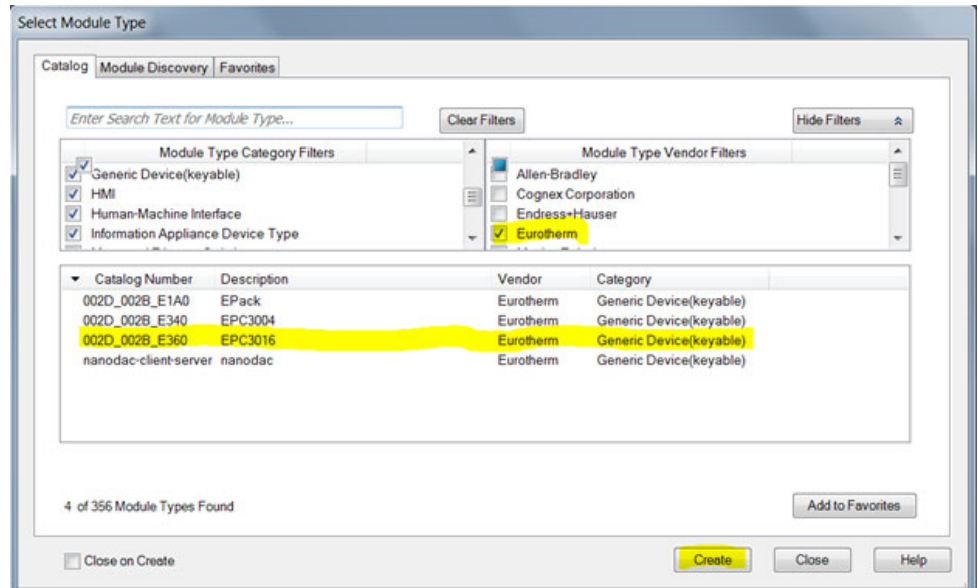 Select Module Type
Catalog Module Discovery Favorites
Enter Search Text for Module Type... Clear Filters Hide Filters
Module Type Category Filters Module Type Vendor Filters
Generic Device(keyable) Allen-Bradley
HMI Cognex Corporation
Human-Machine Interface Endress+Hauser
Information Appliance Device Type Eurotherm
Catalog Number Description Vendor Category
002D_002B_E1A0 EPack Eurotherm Generic Device(keyable)
002D_002B_E340 EPC3004 Eurotherm Generic Device(keyable)
002D_002B_E360 EPC3016 Eurotherm Generic Device(keyable)
nanodac-client-server nanodac Eurotherm Generic Device(keyable)
4 of 356 Module Types Found Add to Favorites
Close on Create Create Close Help